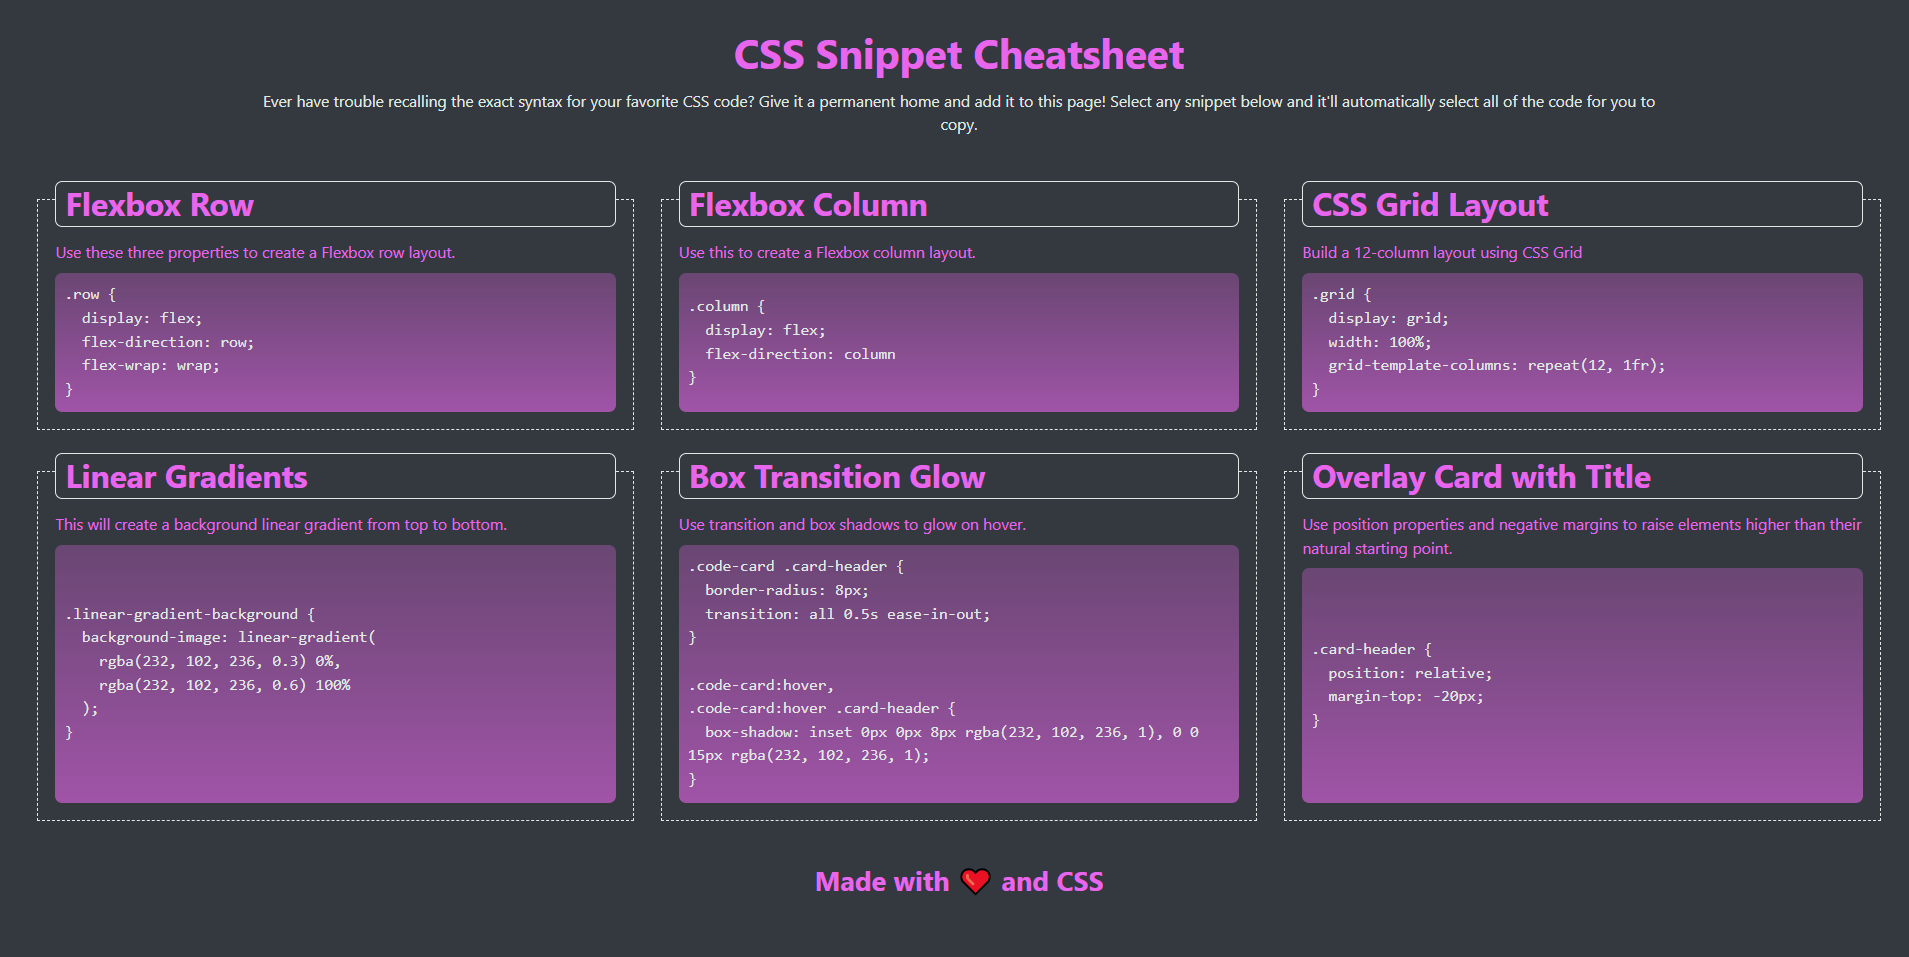 CSS Snippet Cheatsheet
Ever have trouble recalling the exact syntax for your favorite CSS code? Give it a permanent home and add it to this page! Select any snippet below and it'll automatically select all of the code for you to
copy.
Flexbox Row
Use these three properties to create a Flexbox row layout.
.row {
  display: flex;
  flex-direction: row;
  flex-wrap: wrap;
}
Flexbox Column
Use this to create a Flexbox column layout.
.column {
  display: flex;
  flex-direction: column
}
CSS Grid Layout
Build a 12-column layout using CSS Grid
.grid {
  display: grid;
  width: 100%;
  grid-template-columns: repeat(12, 1fr);
}
Linear Gradients
This will create a background linear gradient from top to bottom.
.linear-gradient-background {
  background-image: linear-gradient(
    rgba(232, 102, 236, 0.3) 0%,
    rgba(232, 102, 236, 0.6) 100%
  );
}
Box Transition Glow
Use transition and box shadows to glow on hover.
.code-card .card-header {
  border-radius: 8px;
  transition: all 0.5s ease-in-out;
}
.code-card:hover,
.code-card:hover .card-header {
  box-shadow: inset 0px 0px 8px rgba(232, 102, 236, 1), 0 0
15px rgba(232, 102, 236, 1);
}
Overlay Card with Title
Use position properties and negative margins to raise elements higher than their
natural starting point.
.card-header {
  position: relative;
  margin-top: -20px;
}
Made with ❤️ and CSS